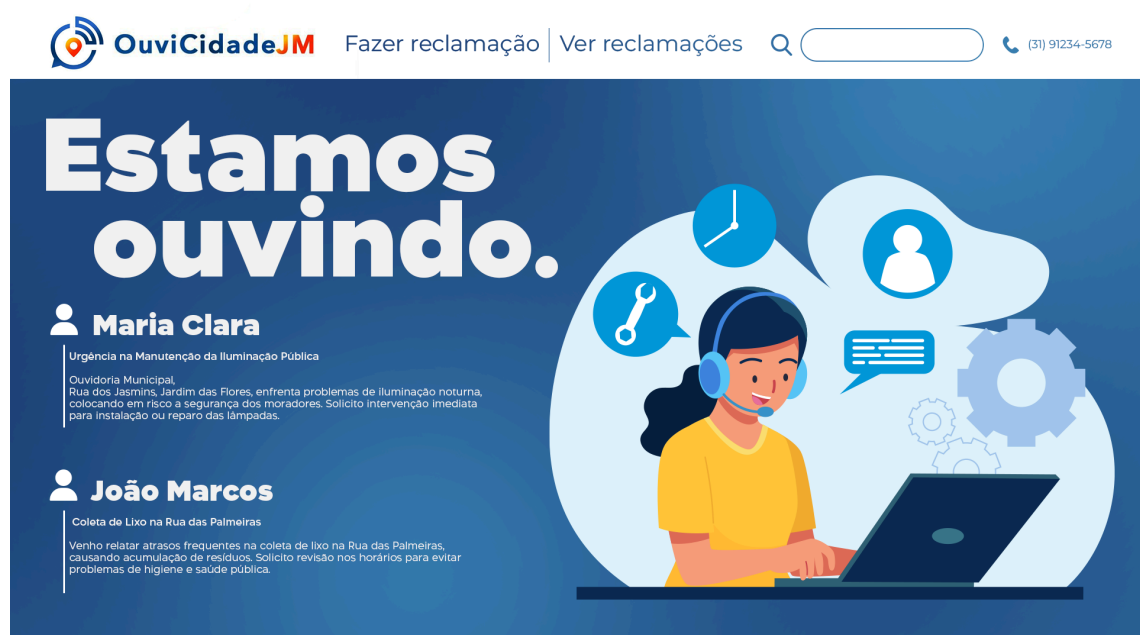 OuviCidadeJM
Fazer reclamação
Ver reclamações
(31) 91234-5678
Estamos
ouvindo.
Maria Clara
Urgência na Manutenção da Iluminação Pública
Ouvidoria Municipal,
Rua dos Jasmins, Jardim das Flores, enfrenta problemas de iluminação noturna,
colocando em risco a segurança dos moradores. Solicito intervenção imediata
para instalação ou reparo das lâmpadas.
João Marcos
Coleta de Lixo na Rua das Palmeiras
Venho relatar atrasos frequentes na coleta de lixo na Rua das Palmeiras,
causando acumulação de resíduos. Solicito revisão nos horários para evitar
problemas de higiene e saúde pública.